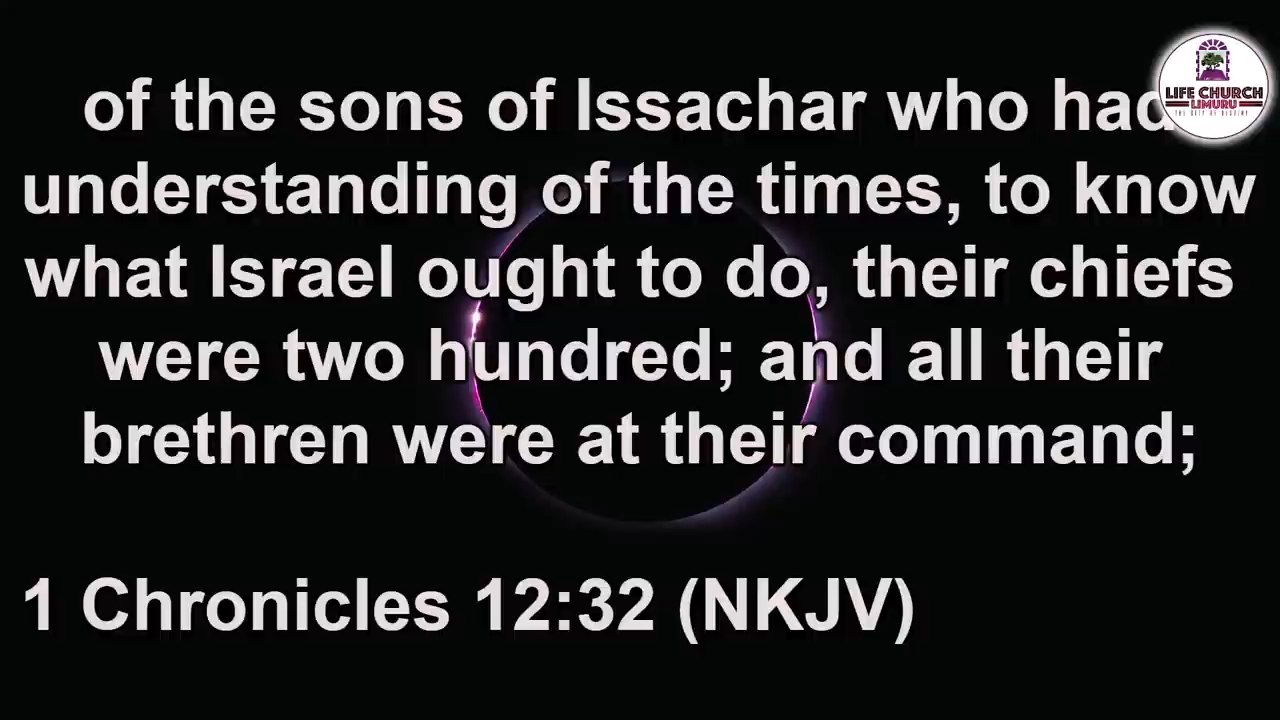 of the sons of Issachar who had
understanding of the times, to know
what Israel ought to do, their chiefs
were two hundred; and all their
brethren were at their command;
1 Chronicles 12:32 (NKJV)
LIFE CHURCH
LIMURU